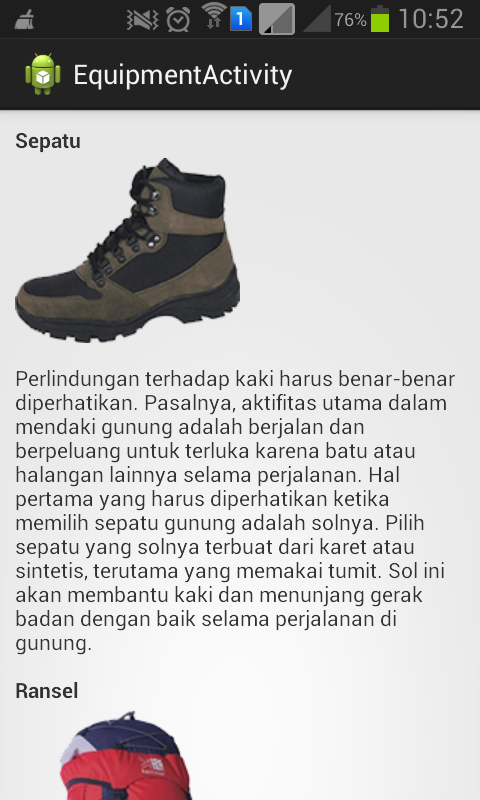 1 76% 10:52
EquipmentActivity
Sepatu
Perlindungan terhadap kaki harus benar-benar
diperhatikan. Pasalnya, aktifitas utama dalam
mendaki gunung adalah berjalan dan
berpeluang untuk terluka karena batu atau
halangan lainnya selama perjalanan. Hal
pertama yang harus diperhatikan ketika
memilih sepatu gunung adalah solnya. Pilih
sepatu yang solnya terbuat dari karet atau
sintetis, terutama yang memakai tumit. Sol ini
akan membantu kaki dan menunjang gerak
badan dengan baik selama perjalanan di
gunung.
Ransel